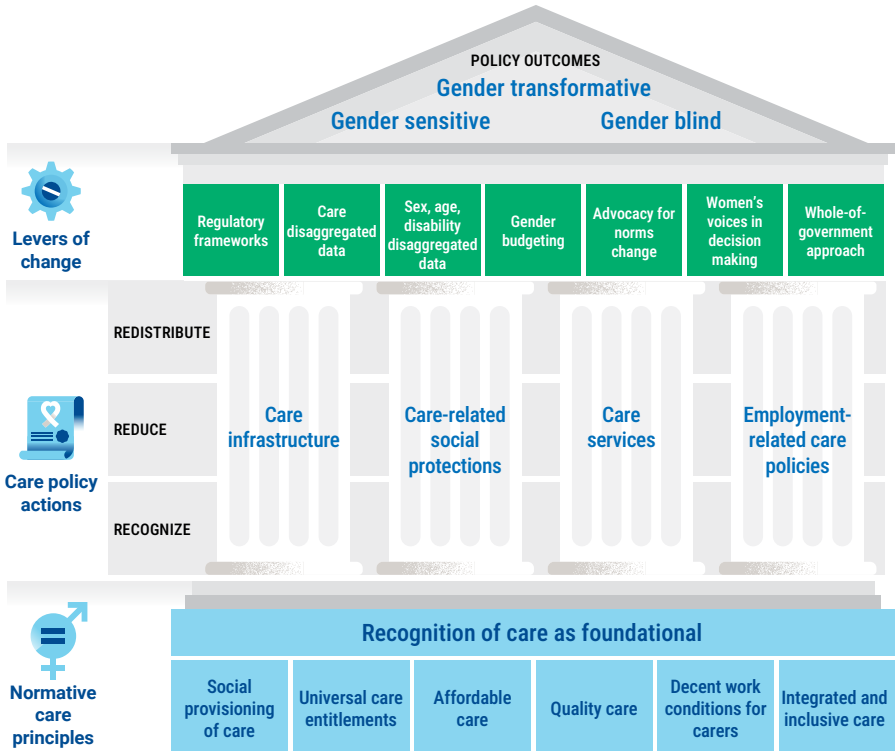 POLICY OUTCOMES
Gender transformative
Gender sensitive
Gender blind
Levers of
change
Regulatory
frameworks
Care
disaggregated
data
Sex, age,
disability
disaggregated
data
Gender
budgeting
Advocacy for
norms
change
Women's
voices in
decision
making
Whole-of-
government
approach
Care policy
actions
REDISTRIBUTE
REDUCE
RECOGNIZE
Care
infrastructure
Care-related
social
protections
Care
services
Employment-
related care
policies
Normative
care
principles
Recognition of care as foundational
Social
provisioning
of care
Universal care
entitlements
Affordable
care
Quality care
Decent work
conditions for
carers
Integrated and
inclusive care